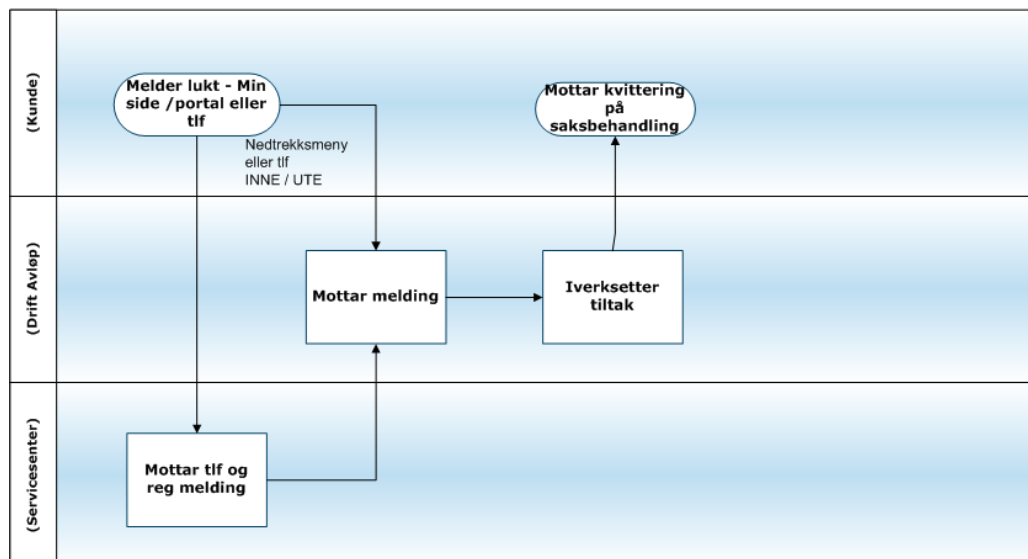 (Kunde)
Melder lukt - Min
side /portal eller
tlf
Nedtrekksmeny
eller tlf
INNE / UTE
Mottar kvittering
på
saksbehandling
(Drift Avløp)
Mottar melding
Iverksetter
tiltak
(Servicesenter)
Mottar tlf og
reg melding